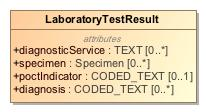 LaboratoryTestResult
attributes
+diagnosticService : TEXT [0..*]
+specimen : Specimen [0..*]
+poctIndicator : CODED_TEXT [0..1]
+diagnosis : CODED_TEXT [0..*]